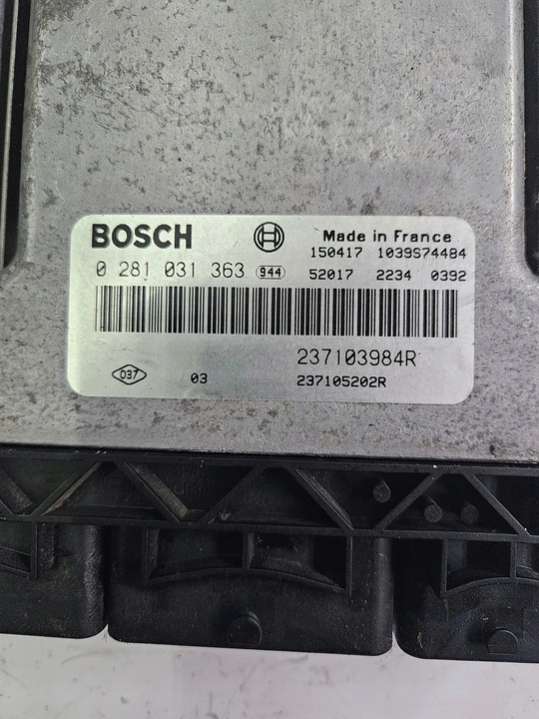 BOSCH
Made in France
150417 1039S74484
0 281 031 363 944 52017 2234 0392
237103984R
D37 03 237105202R